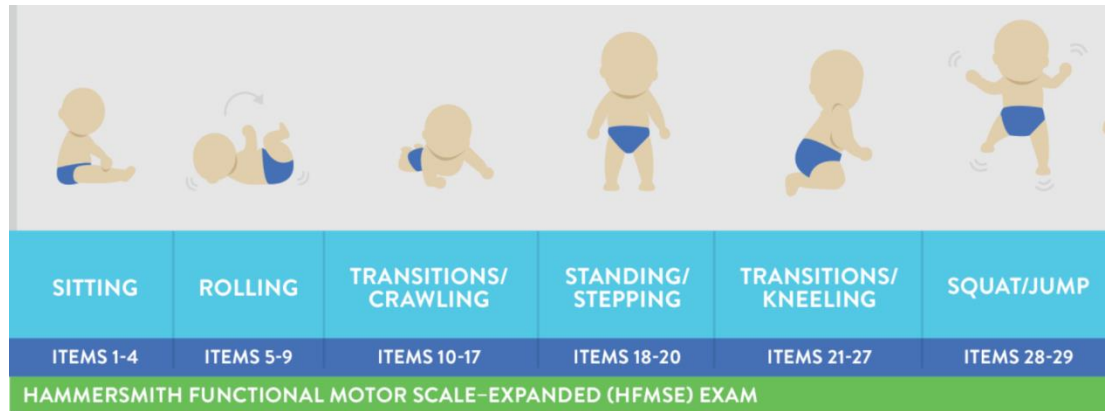 SITTING
ROLLING
TRANSITIONS/
CRAWLING
STANDING/
STEPPING
TRANSITIONS/
KNEELING
SQUAT/JUMP
ITEMS 1-4
ITEMS 5-9
ITEMS 10-17
ITEMS 18-20
ITEMS 21-27
ITEMS 28-29
HAMMERSMITH FUNCTIONAL MOTOR SCALE–EXPANDED (HFMSE) EXAM